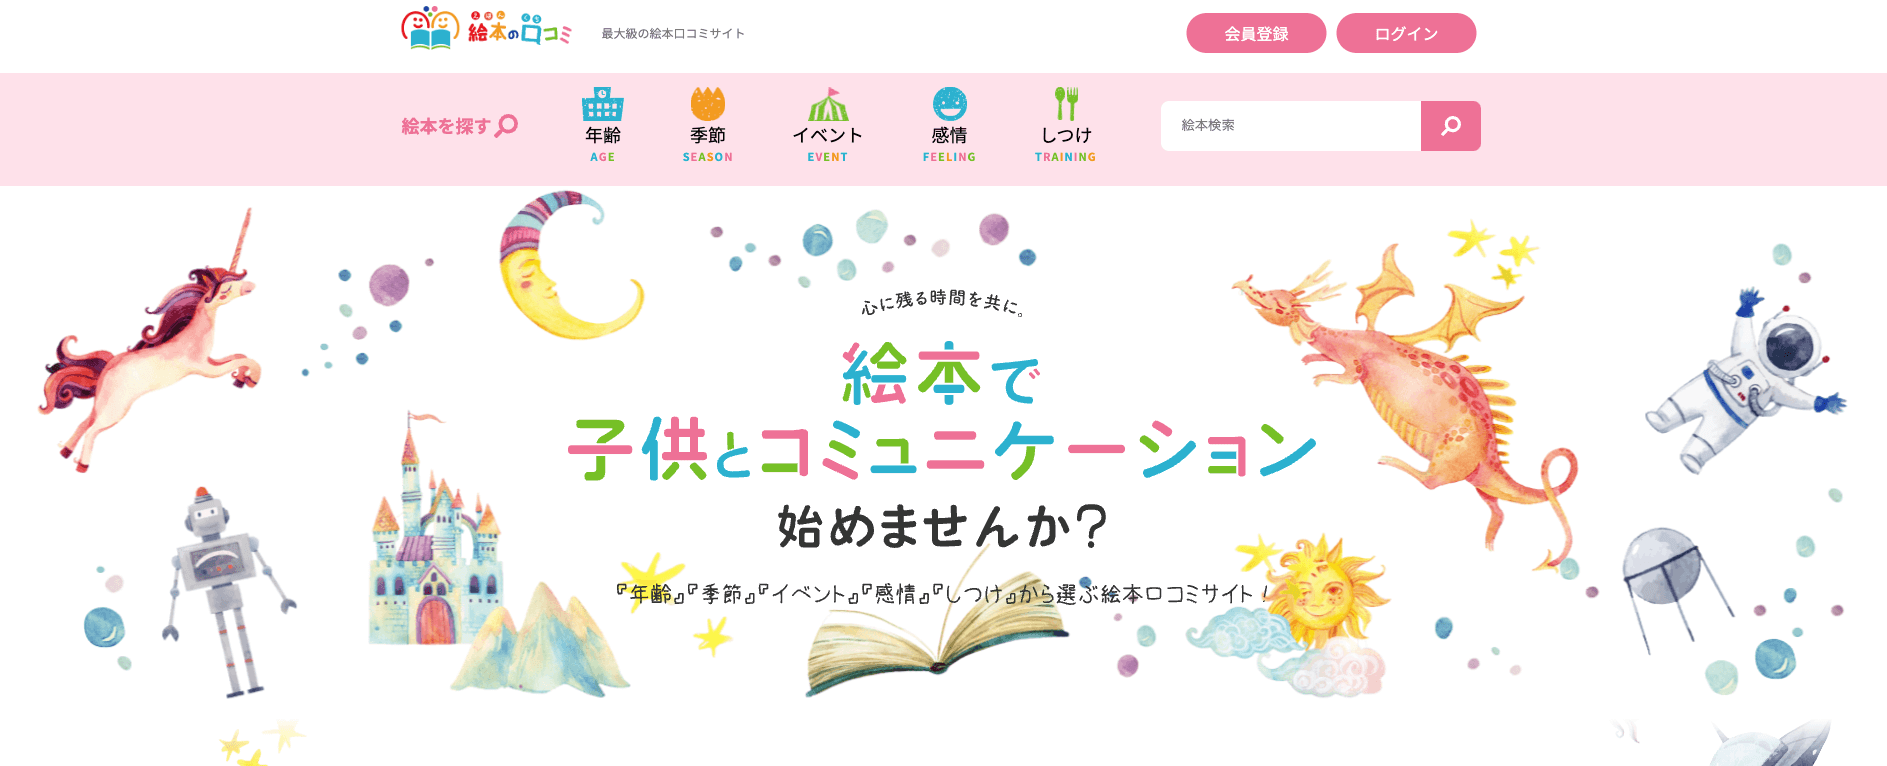 えほん くち
絵本の口コミ
最大級の絵本口コミサイト
会員登録
ログイン
絵本を探す
年齢
AGE
季節
SEASON
イベント
EVENT
感情
FEELING
しつけ
TRAINING
絵本検索
心に残る時間を共に。
絵本で
子供とコミュニケーション
始めませんか？
『年齢』『季節』『イベント』『感情』『しつけ』から選ぶ絵本口コミサイト！